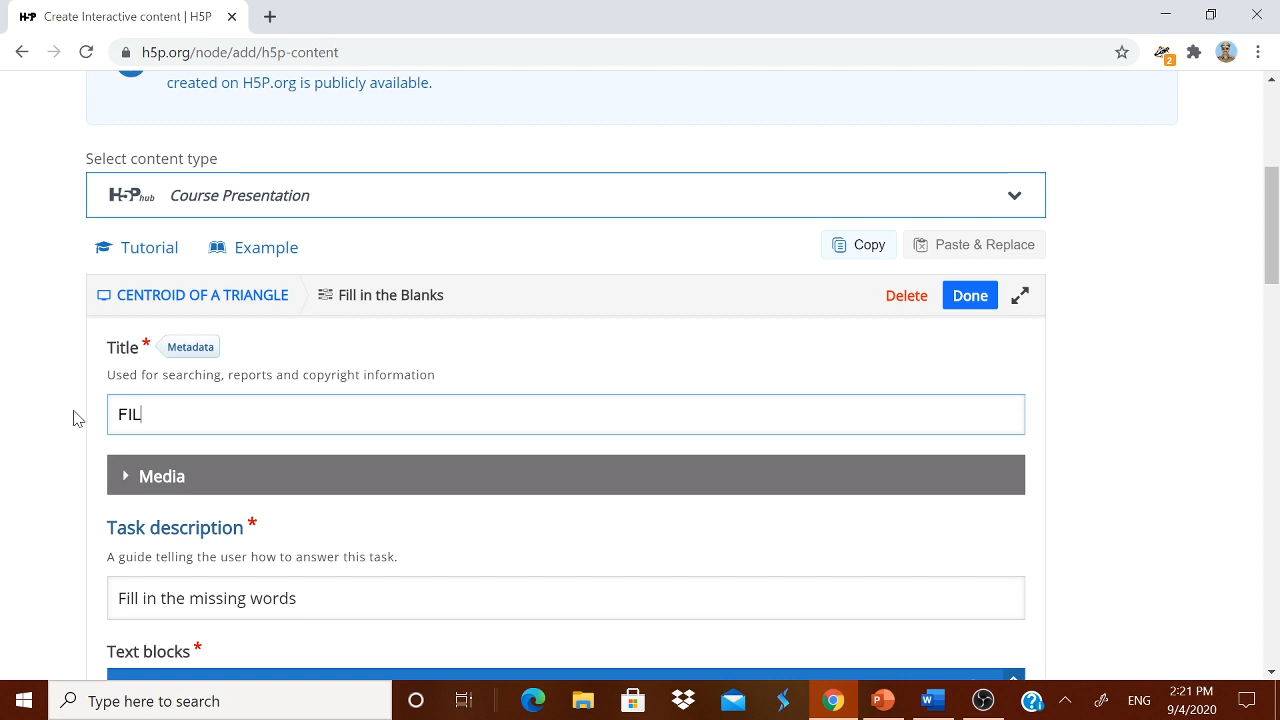 H5P Create Interactive content | H5P
h5p.org/node/add/h5p-content
2
created on H5P.org is publicly available.
Select content type
H5P hub Course Presentation
Tutorial Example
Copy Paste & Replace
CENTROID OF A TRIANGLE Fill in the Blanks
Delete Done
Title * Metadata
Used for searching, reports and copyright information
FIL
Media
Task description *
A guide telling the user how to answer this task.
Fill in the missing words
Text blocks *
Type here to search
ENG
2:21 PM
9/4/2020